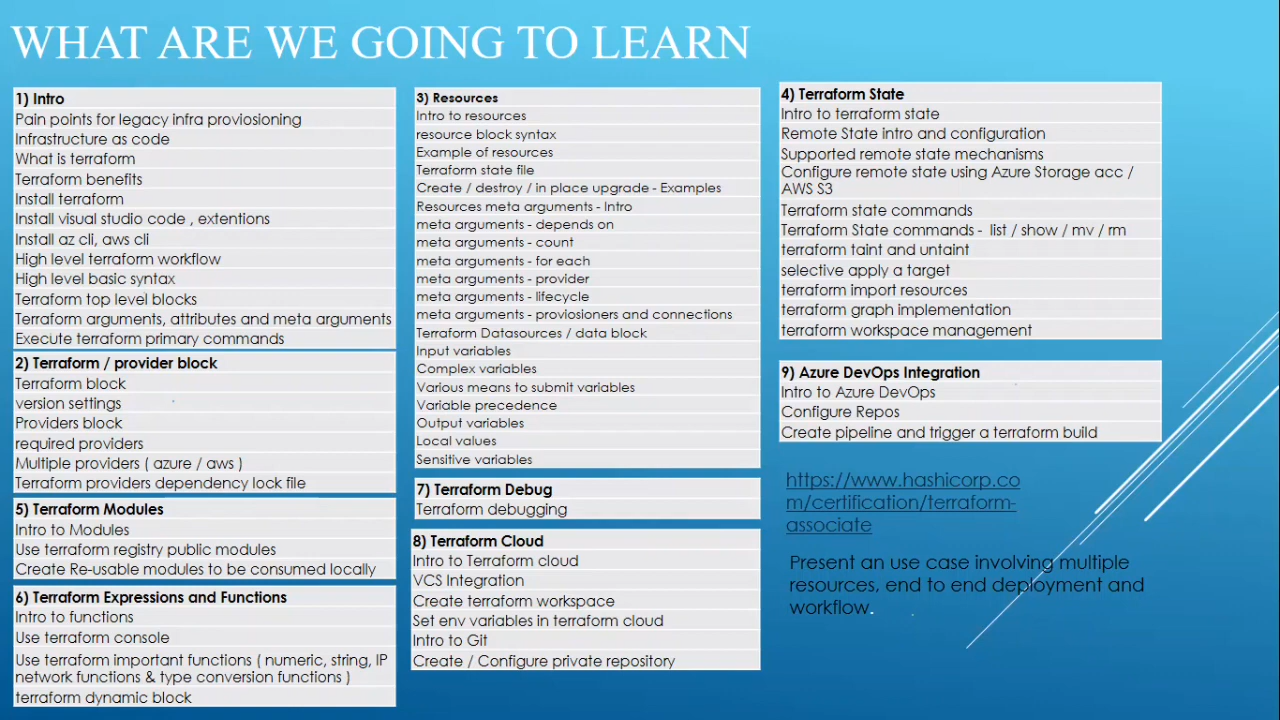 WHAT ARE WE GOING TO LEARN
1) Intro
Pain points for legacy infra proviosioning
Infrastructure as code
What is terraform
Terraform benefits
Install terraform
Install visual studio code , extentions
Install az cli, aws cli
High level terraform workflow
High level basic syntax
Terraform top level blocks
Terraform arguments, attributes and meta arguments
Execute terraform primary commands
2) Terraform / provider block
Terraform block
version settings
Providers block
required providers
Multiple providers ( azure / aws )
Terraform providers dependency lock file
5) Terraform Modules
Intro to Modules
Use terraform registry public modules
Create Re-usable modules to be consumed locally
6) Terraform Expressions and Functions
Intro to functions
Use terraform console
Use terraform important functions ( numeric, string, IP
network functions & type conversion functions )
terraform dynamic block
3) Resources
Intro to resources
resource block syntax
Example of resources
Terraform state file
Create / destroy / in place upgrade - Examples
Resources meta arguments - Intro
meta arguments - depends on
meta arguments - count
meta arguments - for each
meta arguments - provider
meta arguments - lifecycle
meta arguments - proviosioners and connections
Terraform Datasources / data block
Input variables
Complex variables
Various means to submit variables
Variable precedence
Output variables
Local values
Sensitive variables
7) Terraform Debug
Terraform debugging
8) Terraform Cloud
Intro to Terraform cloud
VCS Integration
Create terraform workspace
Set env variables in terraform cloud
Intro to Git
Create / Configure private repository
4) Terraform State
Intro to terraform state
Remote State intro and configuration
Supported remote state mechanisms
Configure remote state using Azure Storage acc /
AWS S3
Terraform state commands
Terraform State commands - list / show / mv / rm
terraform taint and untaint
selective apply a target
terraform import resources
terraform graph implementation
terraform workspace management
9) Azure DevOps Integration
Intro to Azure DevOps
Configure Repos
Create pipeline and trigger a terraform build
https://www.hashicorp.co
m/certification/terraform-
associate
Present an use case involving multiple
resources, end to end deployment and
workflow.